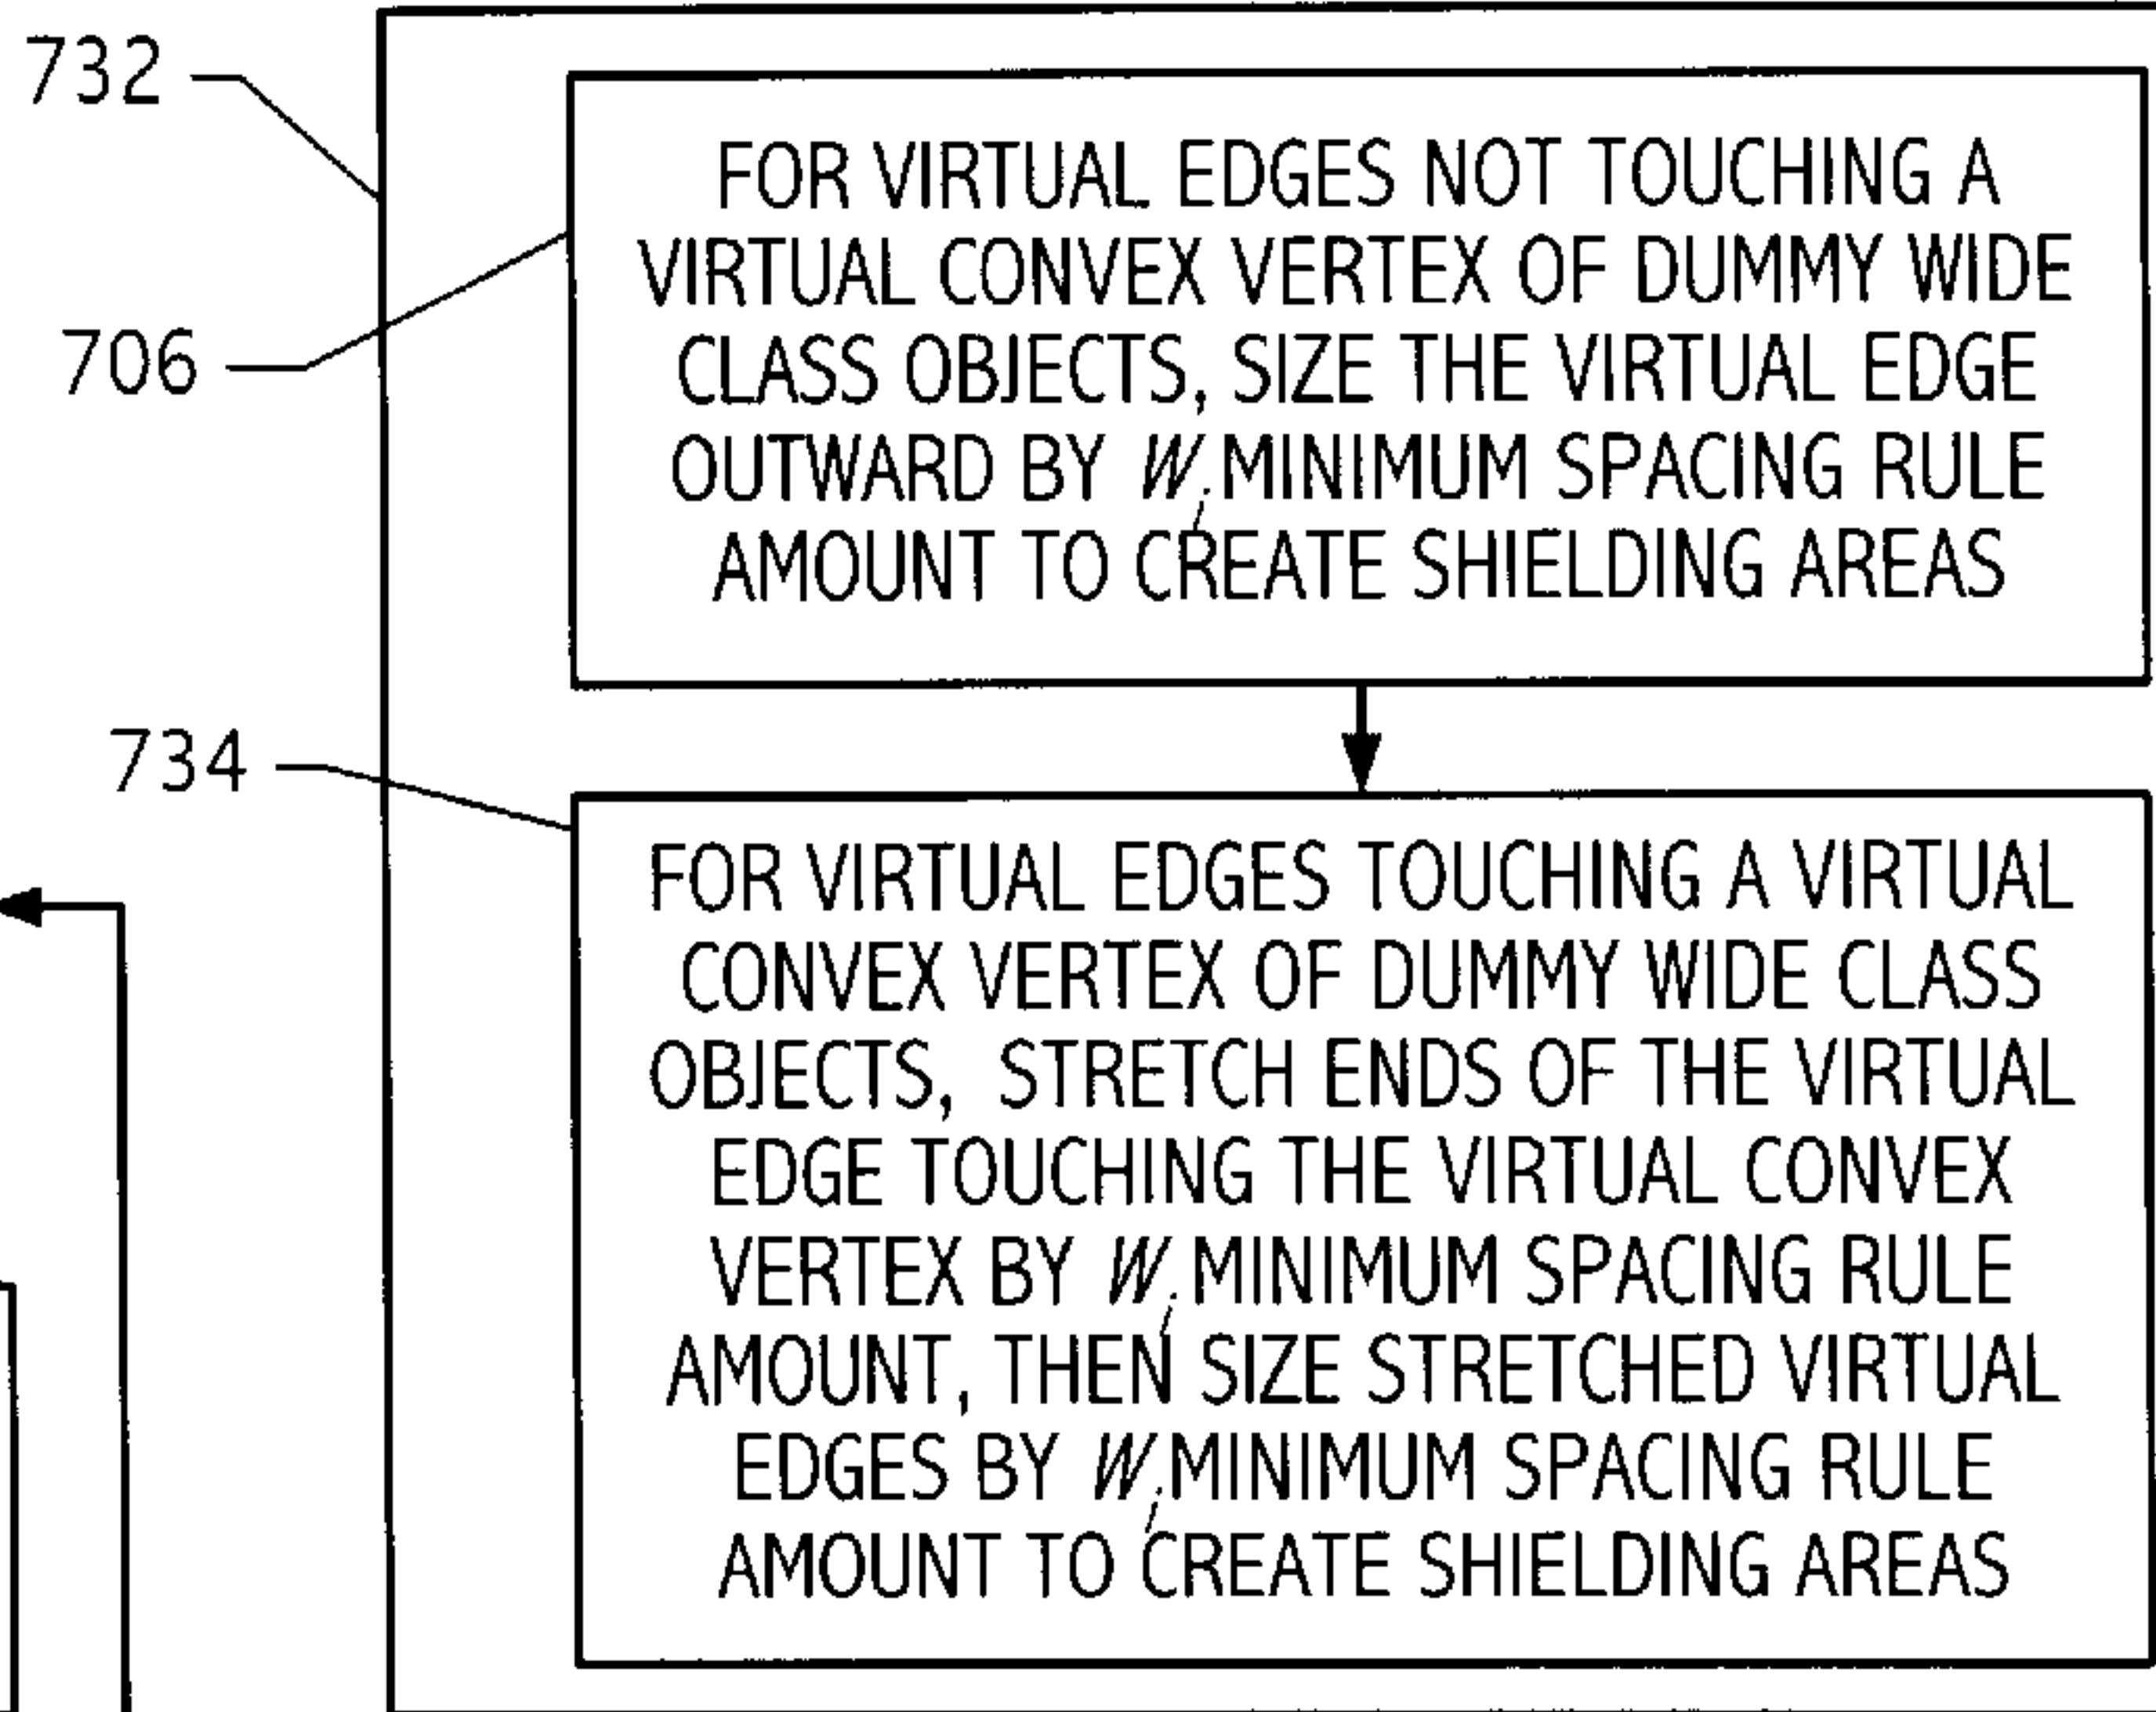 732
FOR VIRTUAL EDGES NOT TOUCHING A
VIRTUAL CONVEX VERTEX OF DUMMY WIDE
706
CLASS OBJECTS, SIZE THE VIRTUAL EDGE
OUTWARD BY Wi MINIMUM SPACING RULE
AMOUNT TO CREATE SHIELDING AREAS
734
FOR VIRTUAL EDGES TOUCHING A VIRTUAL
CONVEX VERTEX OF DUMMY WIDE CLASS
OBJECTS, STRETCH ENDS OF THE VIRTUAL
EDGE TOUCHING THE VIRTUAL CONVEX
VERTEX BY Wi MINIMUM SPACING RULE
AMOUNT, THEN SIZE STRETCHED VIRTUAL
EDGES BY Wi MINIMUM SPACING RULE
AMOUNT TO CREATE SHIELDING AREAS